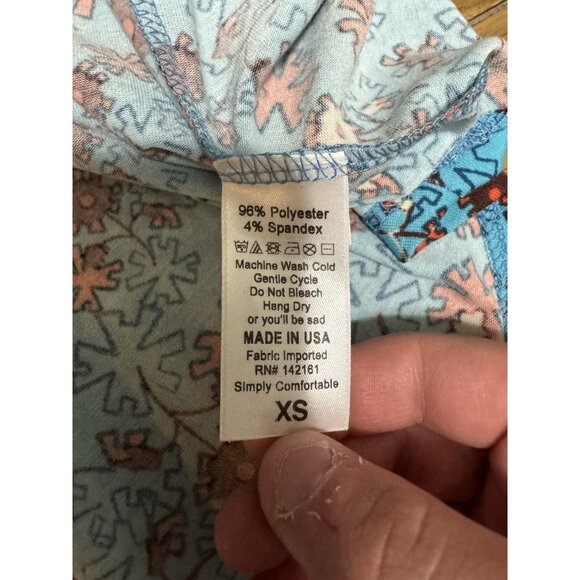 96% Polyester
4% Spandex
Machine Wash Cold
Gentle Cycle
Do Not Bleach
Hang Dry
or you'll be sad
MADE IN USA
Fabric Imported
RN# 142161
Simply Comfortable
XS